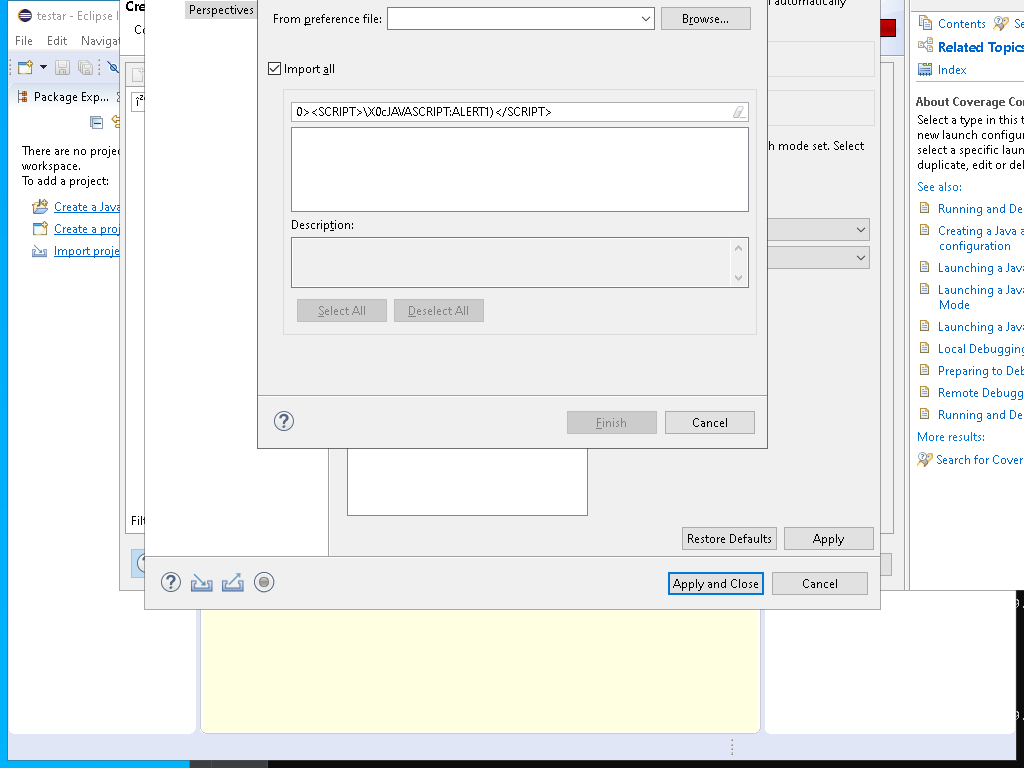 testar - Eclipse I
File Edit Navigat
Package Exp...
There are no projec
workspace.
To add a project:
Create a Java
Create a proj
Import proje
Cre
Perspectives
From preference file:
Browse...
Import all
0><SCRIPT>\X0cJAVASCRIPT:ALERT1)</SCRIPT>
Description:
Select All
Deselect All
Finish
Cancel
automatically
h mode set. Select
Restore Defaults
Apply
Apply and Close
Cancel
Filt
Contents
Se
Related Topics
Index
About Coverage Con
Select a type in this t
new launch configur
select a specific laun
duplicate, edit or del
See also:
Running and De
Creating a Java a
configuration
Launching a Java
Launching a Java
Mode
Launching a Java
Local Debugging
Preparing to Deb
Remote Debugg
Running and De
More results:
Search for Cover